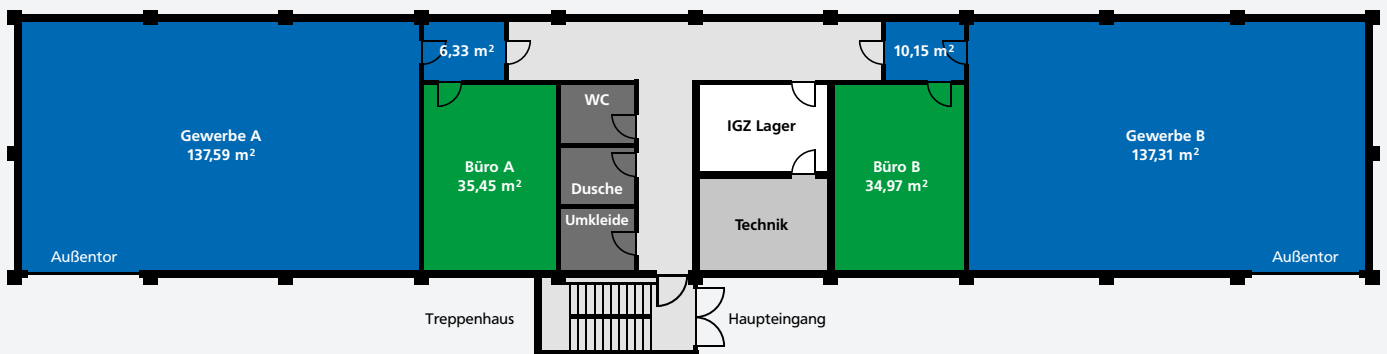 6,33 m²
10,15 m²
WC
IGZ Lager
Gewerbe A
137,59 m²
Gewerbe B
137,31 m²
Büro A
35,45 m²
Büro B
34,97 m²
Dusche
Umkleide
Technik
Außentor
Außentor
Treppenhaus
Haupteingang